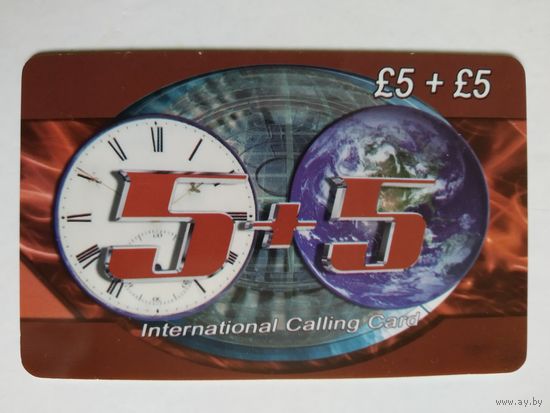 £5 + £5
5+5
International Calling Card
www.ay.by